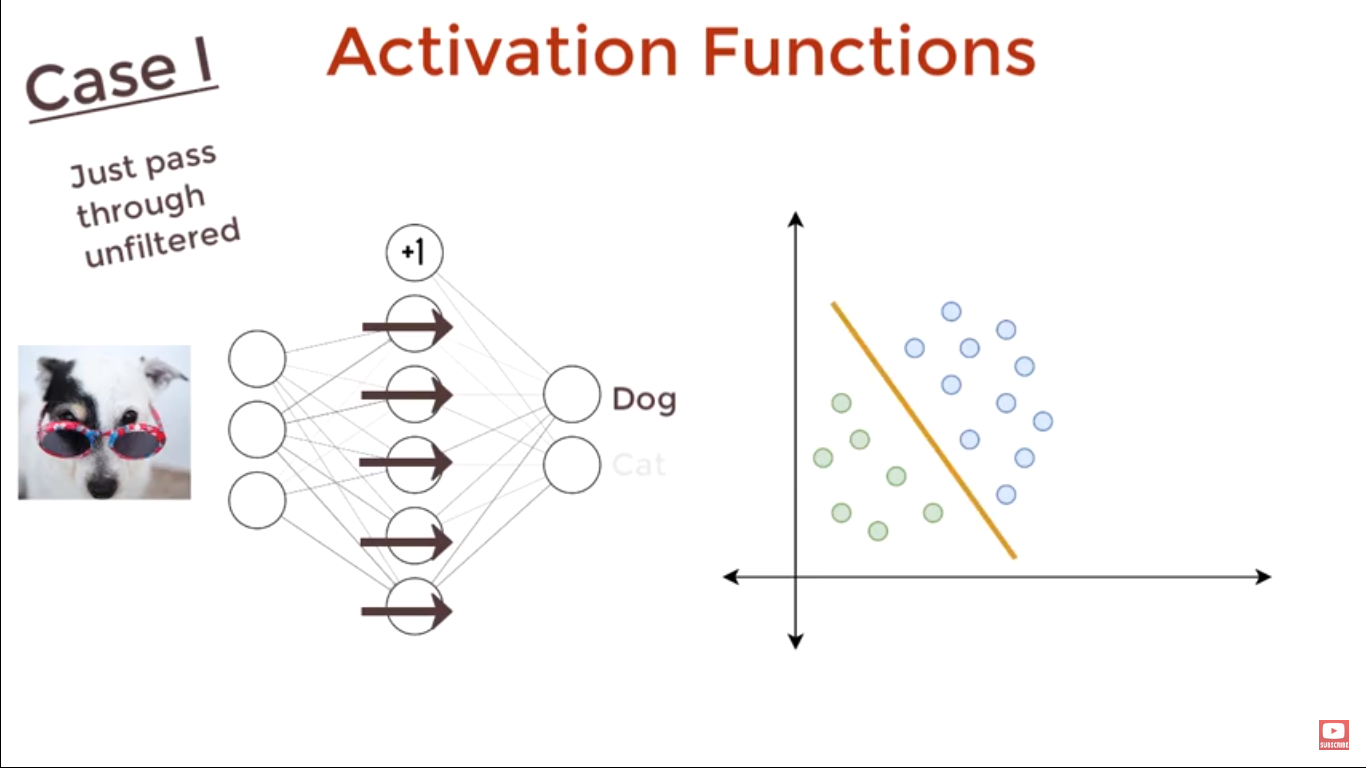 Activation Functions
Case I
Just pass
through
unfiltered
+1
Dog
Cat
SUBSCRIBE